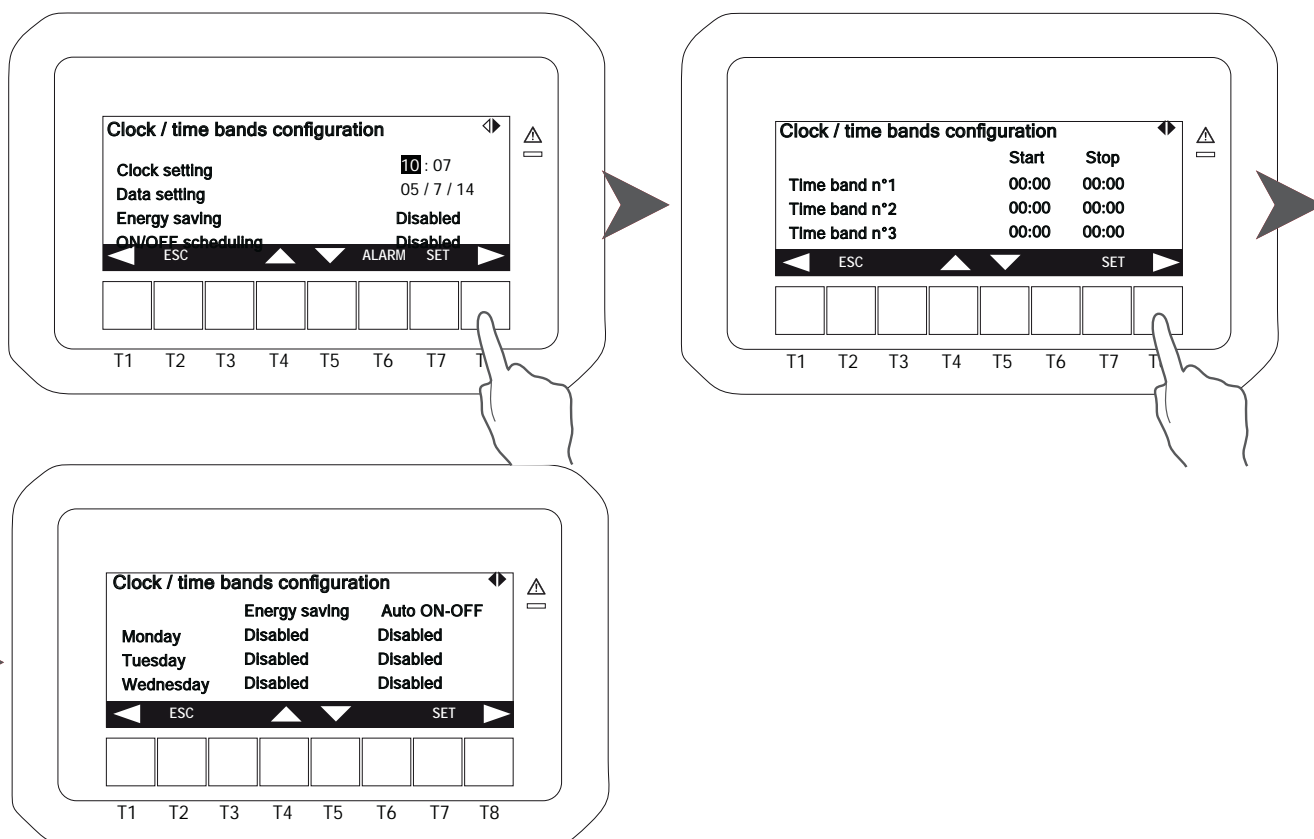 Clock / time bands configuration
Clock setting 10 : 07
Data setting 05 / 7 / 14
Energy saving Disabled
ON/OFF scheduling Disabled
ESC ALARM SET
T1 T2 T3 T4 T5 T6 T7 T
Clock / time bands configuration
Start Stop
Time band n°1 00:00 00:00
Time band n°2 00:00 00:00
Time band n°3 00:00 00:00
ESC SET
T1 T2 T3 T4 T5 T6 T7 T
Clock / time bands configuration
Energy saving Auto ON-OFF
Monday Disabled Disabled
Tuesday Disabled Disabled
Wednesday Disabled Disabled
ESC SET
T1 T2 T3 T4 T5 T6 T7 T8